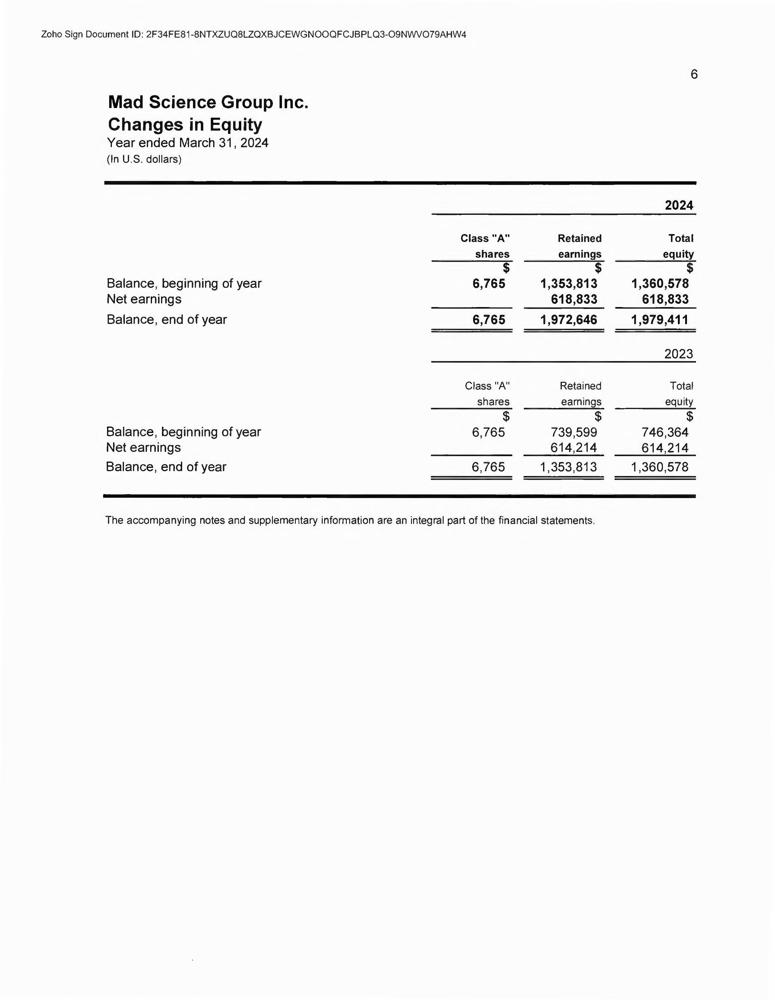 Zoho Sign Document ID: 2F34FE81-8NTXZUQ8LZQXBJCEWGNOOQFCJBPLQ3-O9NWVO79AHW4
6
Mad Science Group Inc.
Changes in Equity
Year ended March 31, 2024
(In U.S. dollars)
2024
Class "A" Retained Total
shares earnings equity
$ $ $
Balance, beginning of year 6,765 1,353,813 1,360,578
Net earnings 618,833 618,833
Balance, end of year 6,765 1,972,646 1,979,411
2023
Class "A" Retained Total
shares earnings equity
$ $ $
Balance, beginning of year 6,765 739,599 746,364
Net earnings 614,214 614,214
Balance, end of year 6,765 1,353,813 1,360,578
The accompanying notes and supplementary information are an integral part of the financial statements.